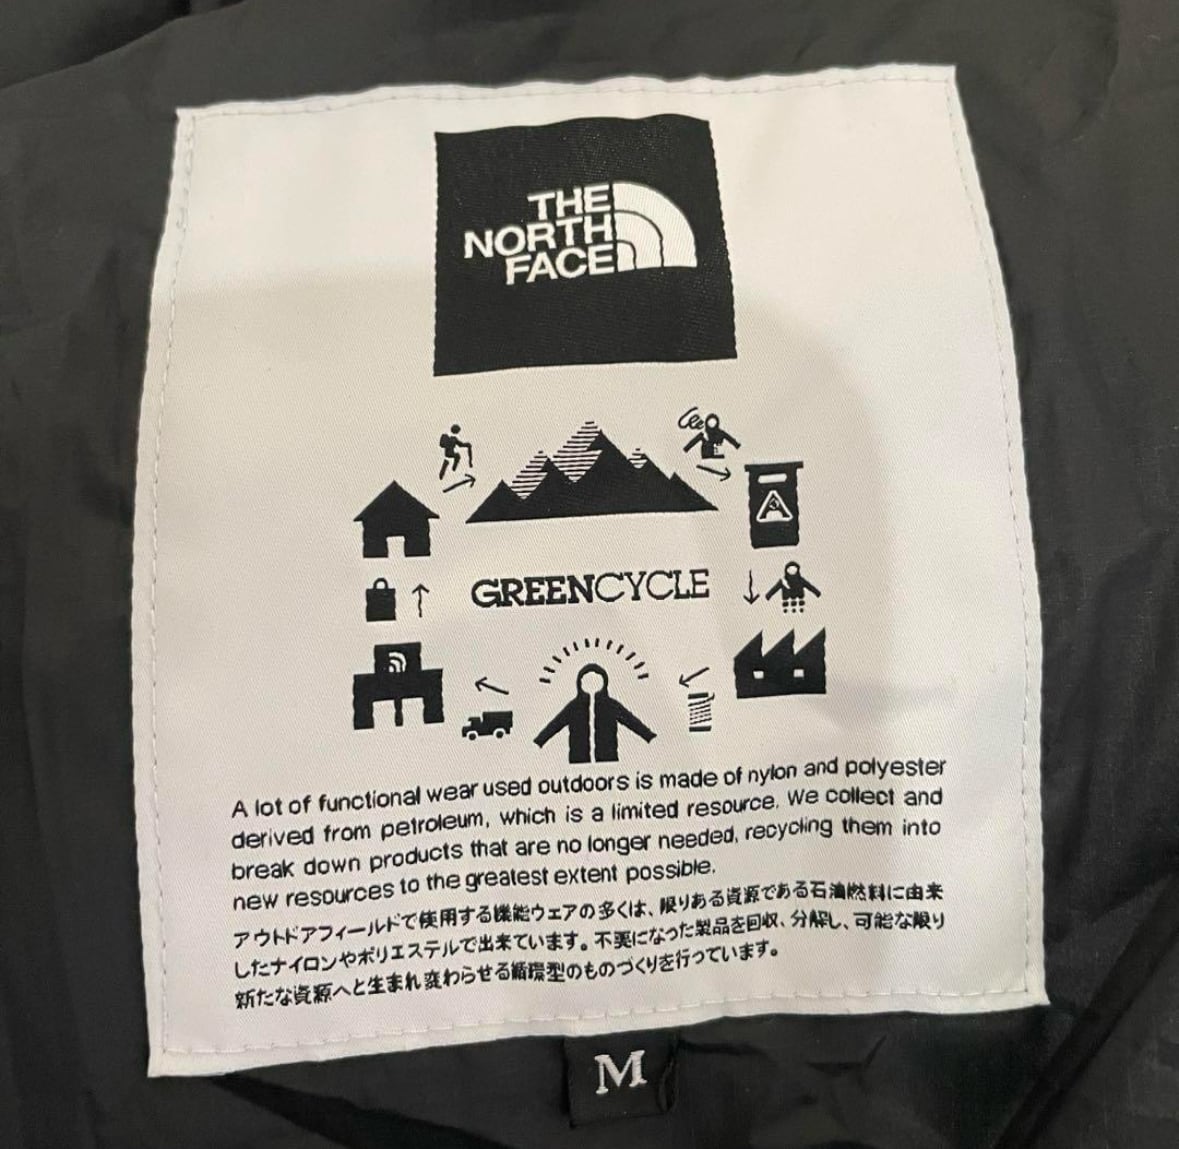 THE
NORTH
FACE
GREENCYCLE
A lot of functional wear used outdoors is made of nylon and polyester
derived from petroleum, which is a limited resource. We collect and
break down products that are no longer needed, recycling them into
new resources to the greatest extent possible.
アウトドアフィールドで使用する機能ウェアの多くは、限りある資源である石油燃料に由来
したナイロンやポリエステルで出来ています。不要になった製品を回収、分解し、可能な限り
新たな資源へと生まれ変わらせる循環型のものづくりを行っています。
M